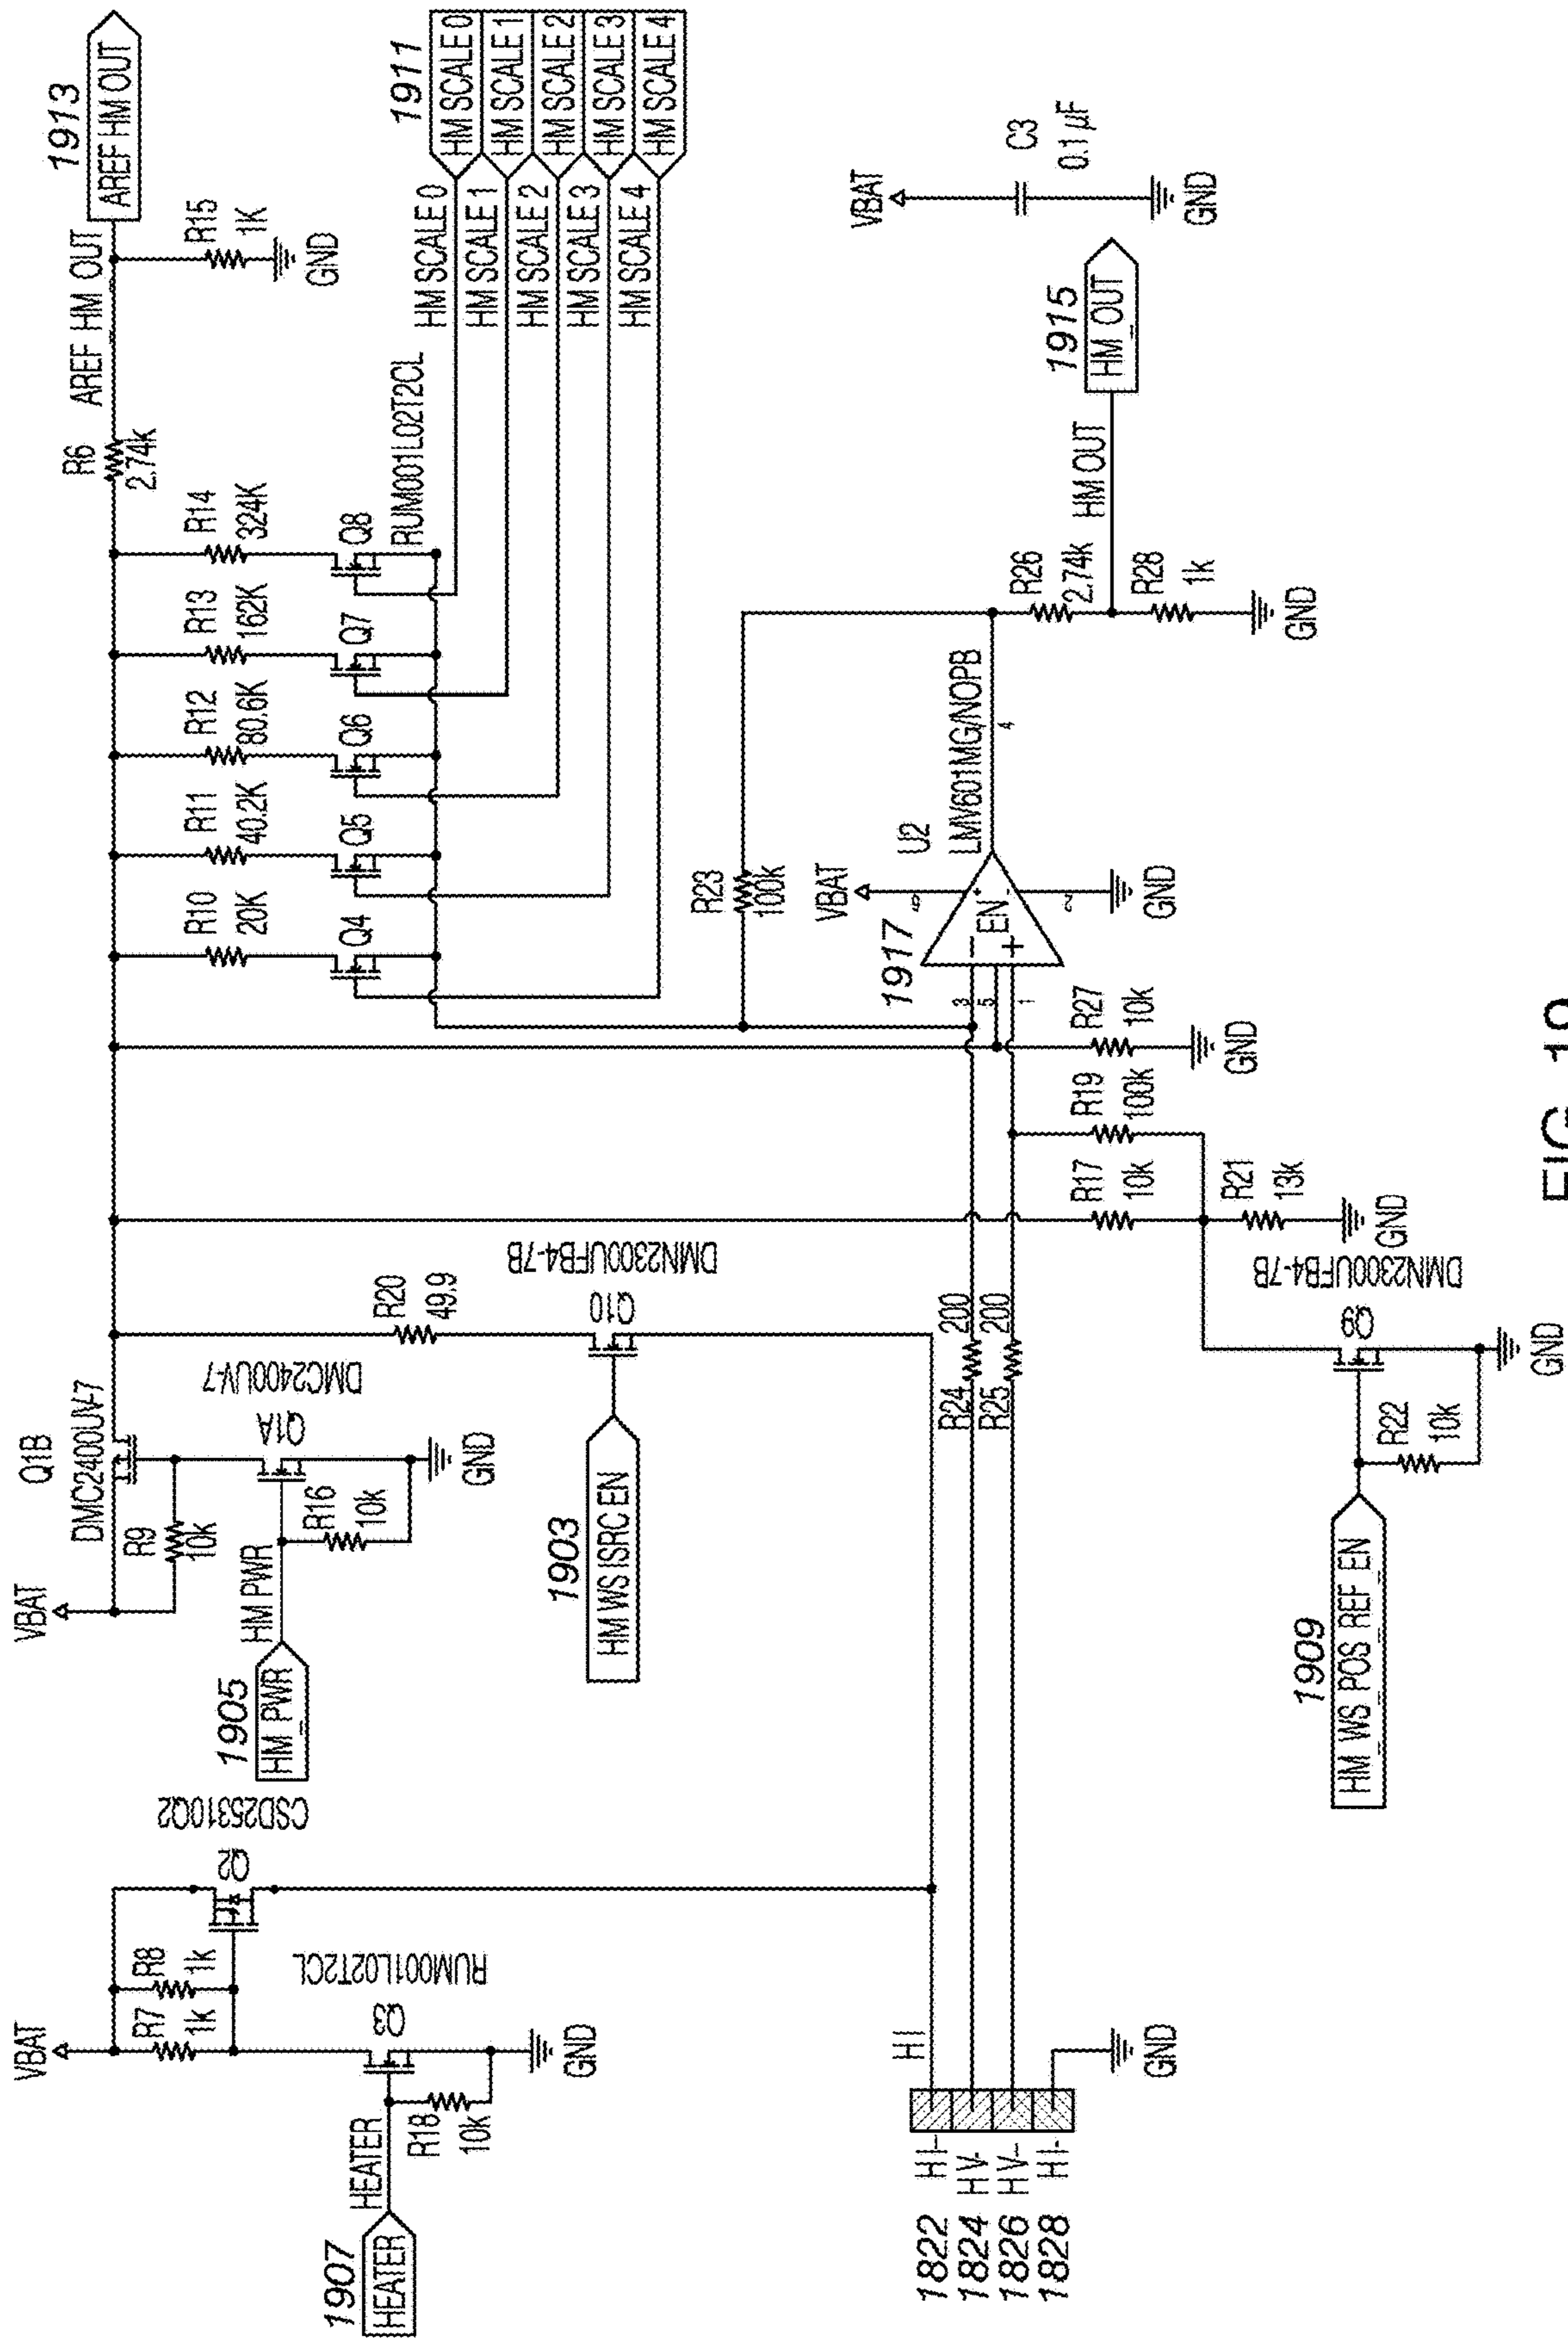 1913
AREF HM OUT
AREF HM_OUT
R6
2.74k
R15
1K
GND
R14
324K
R13
162K
R12
80.6K
R11
40.2K
R10
20K
Q8
Q7
Q6
Q5
Q4
RUM001L02T2CL
1911
HM SCALE 0
HM SCALE 1
HM SCALE 2
HM SCALE 3
HM SCALE 4
HM SCALE 0
HM SCALE 1
HM SCALE 2
HM SCALE 3
HM SCALE 4
VBAT
C3
0.1 µF
GND
1915
HM_OUT
HM OUT
R26
2.74k
R28
1k
GND
R23
100k
VBAT
U2
LMV601MG/NOPB
1917
EN
3
5
1
4
2
GND
R27
10k
GND
R19
100k
R17
10k
R21
13k
GND
DMN2300UFB4-7B
Q9
GND
R22
10k
1909
HM_WS_POS_REF_EN
R24
200
R25
200
VBAT
Q1B
DMC2400UV-7
R9
10k
DMC2400UV-7
Q1A
HM PWR
R16
10k
GND
1905
HM_PWR
R20
49.9
DMN2300UFB4-7B
Q10
1903
HM WS ISRC EN
CSD25310Q2
Q2
VBAT
R8
1k
R7
1k
RUM001L02T2CL
Q3
GND
HEATER
R18
10k
1907
HEATER
HI
GND
HI-
HV-
HV-
HI-
1822
1824
1826
1828